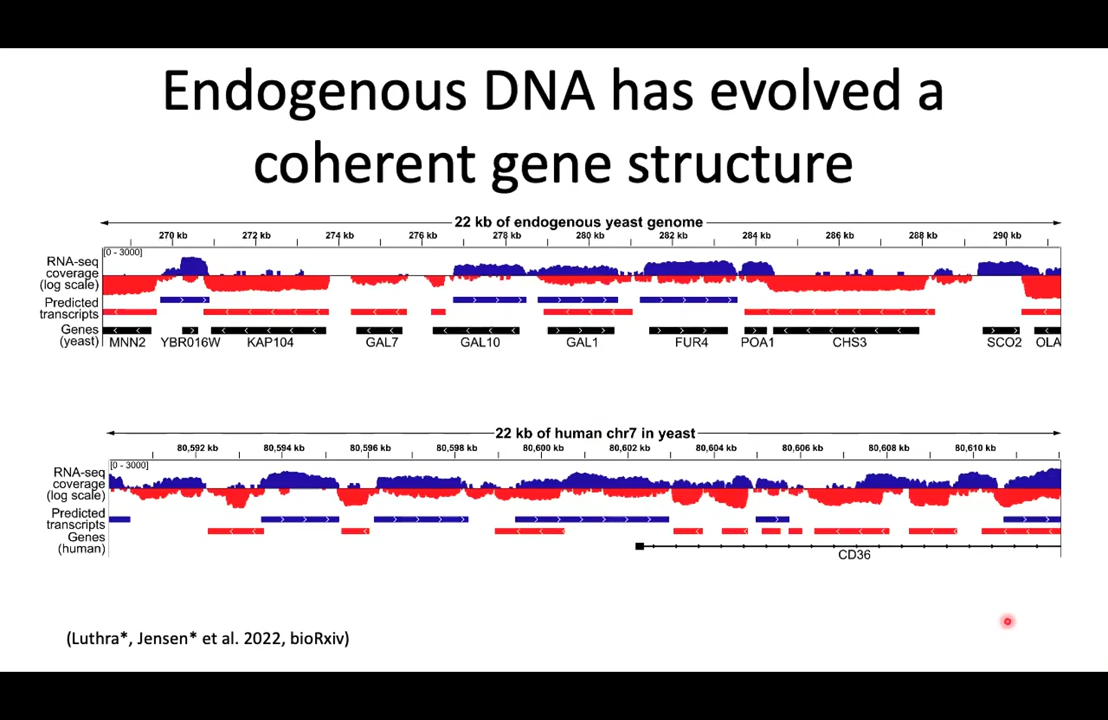 Endogenous DNA has evolved a
coherent gene structure
22 kb of endogenous yeast genome
270 kb 272 kb 274 kb 276 kb 278 kb 280 kb 282 kb 284 kb 286 kb 288 kb 290 kb
[0 - 3000]
RNA-seq
coverage
(log scale)
Predicted
transcripts
Genes
(yeast)
MNN2 YBR016W KAP104 GAL7 GAL10 GAL1 FUR4 POA1 CHS3 SCO2 OLA
22 kb of human chr7 in yeast
80,592 kb 80,594 kb 80,596 kb 80,598 kb 80,600 kb 80,602 kb 80,604 kb 80,606 kb 80,608 kb 80,610 kb
[0 - 3000]
RNA-seq
coverage
(log scale)
Predicted
transcripts
Genes
(human)
CD36
(Luthra*, Jensen* et al. 2022, bioRxiv)